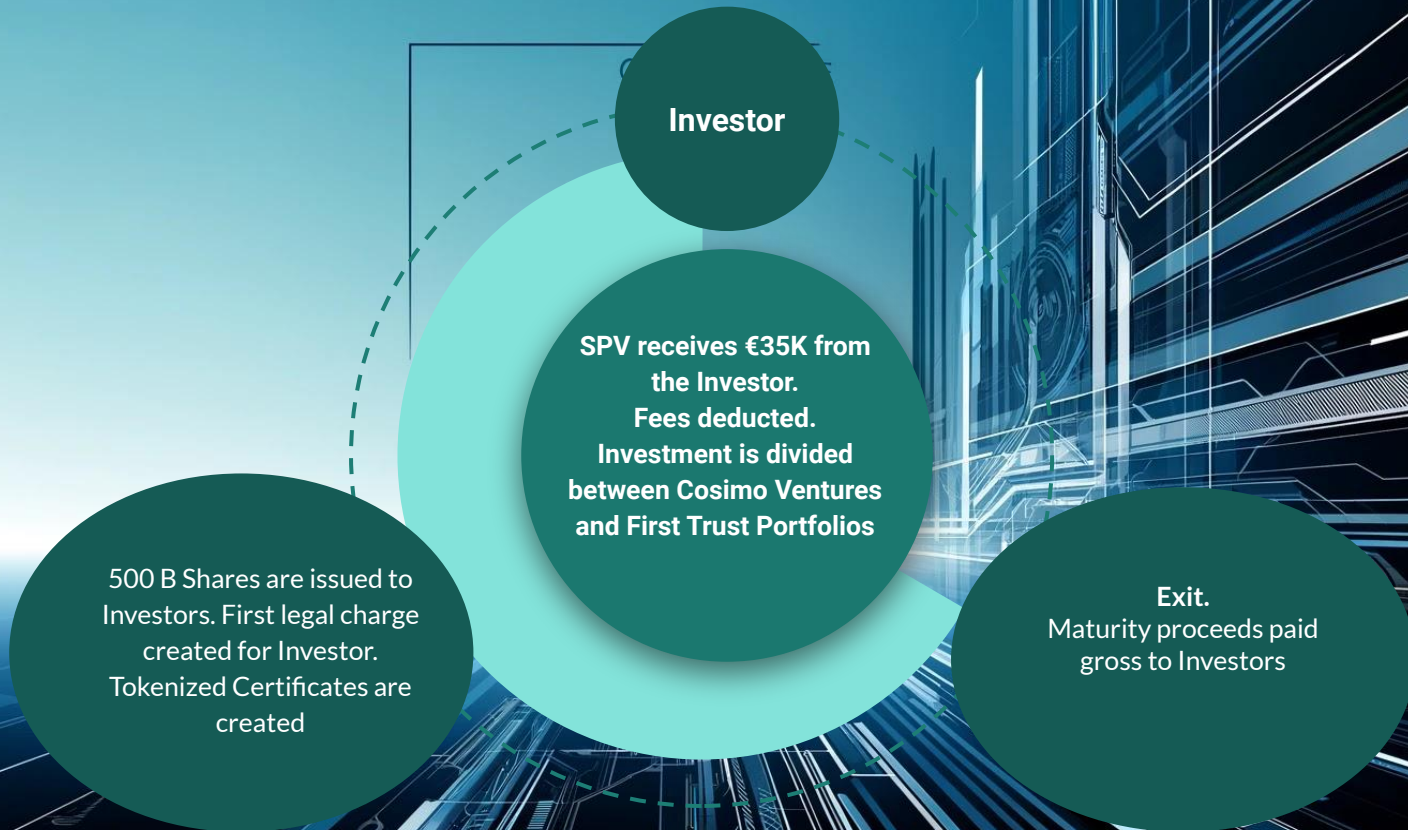 Investor
SPV receives €35K from
the Investor.
Fees deducted.
Investment is divided
between Cosimo Ventures
and First Trust Portfolios
500 B Shares are issued to
Investors. First legal charge
created for Investor.
Tokenized Certificates are
created
Exit.
Maturity proceeds paid
gross to Investors